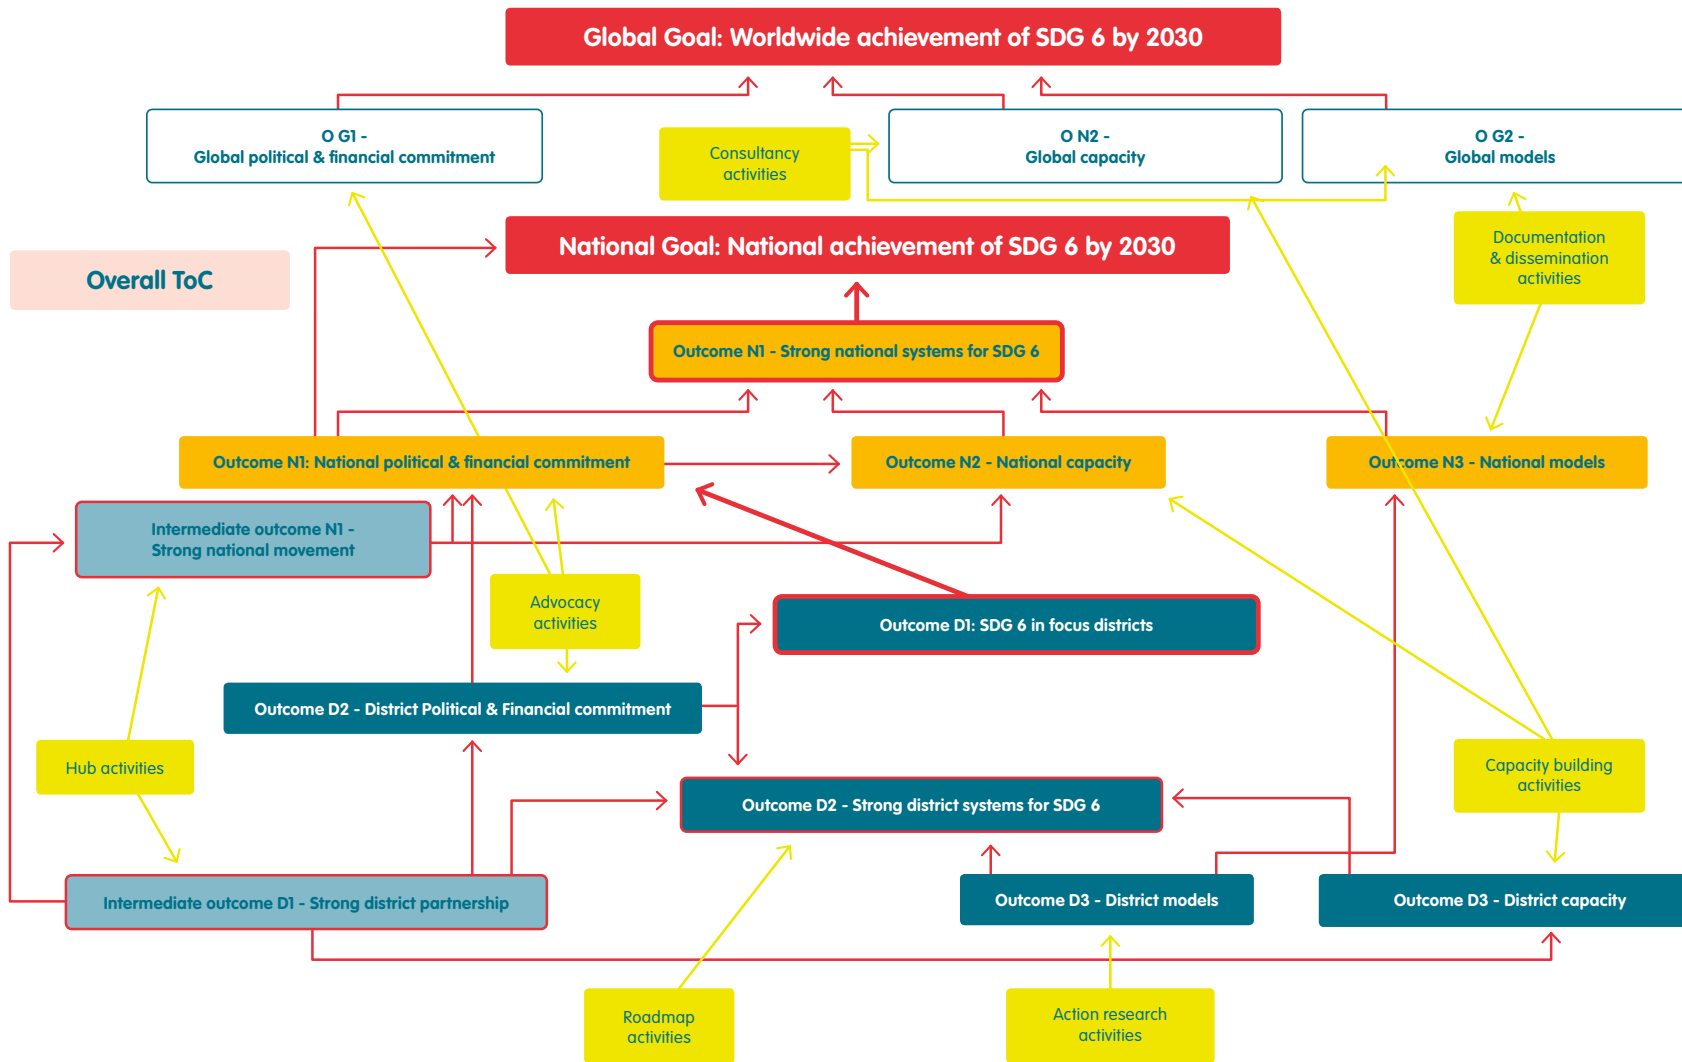 Global Goal: Worldwide achievement of SDG 6 by 2030
O G1 -
Global political & financial commitment
Consultancy
activities
O N2 -
Global capacity
O G2 -
Global models
Documentation
& dissemination
activities
National Goal: National achievement of SDG 6 by 2030
Overall ToC
Outcome N1 - Strong national systems for SDG 6
Outcome N1: National political & financial commitment
Outcome N2 - National capacity
Outcome N3 - National models
Intermediate outcome N1 -
Strong national movement
Advocacy
activities
Outcome D1: SDG 6 in focus districts
Outcome D2 - District Political & Financial commitment
Hub activities
Capacity building
activities
Outcome D2 - Strong district systems for SDG 6
Intermediate outcome D1 - Strong district partnership
Outcome D3 - District models
Outcome D3 - District capacity
Roadmap
activities
Action research
activities